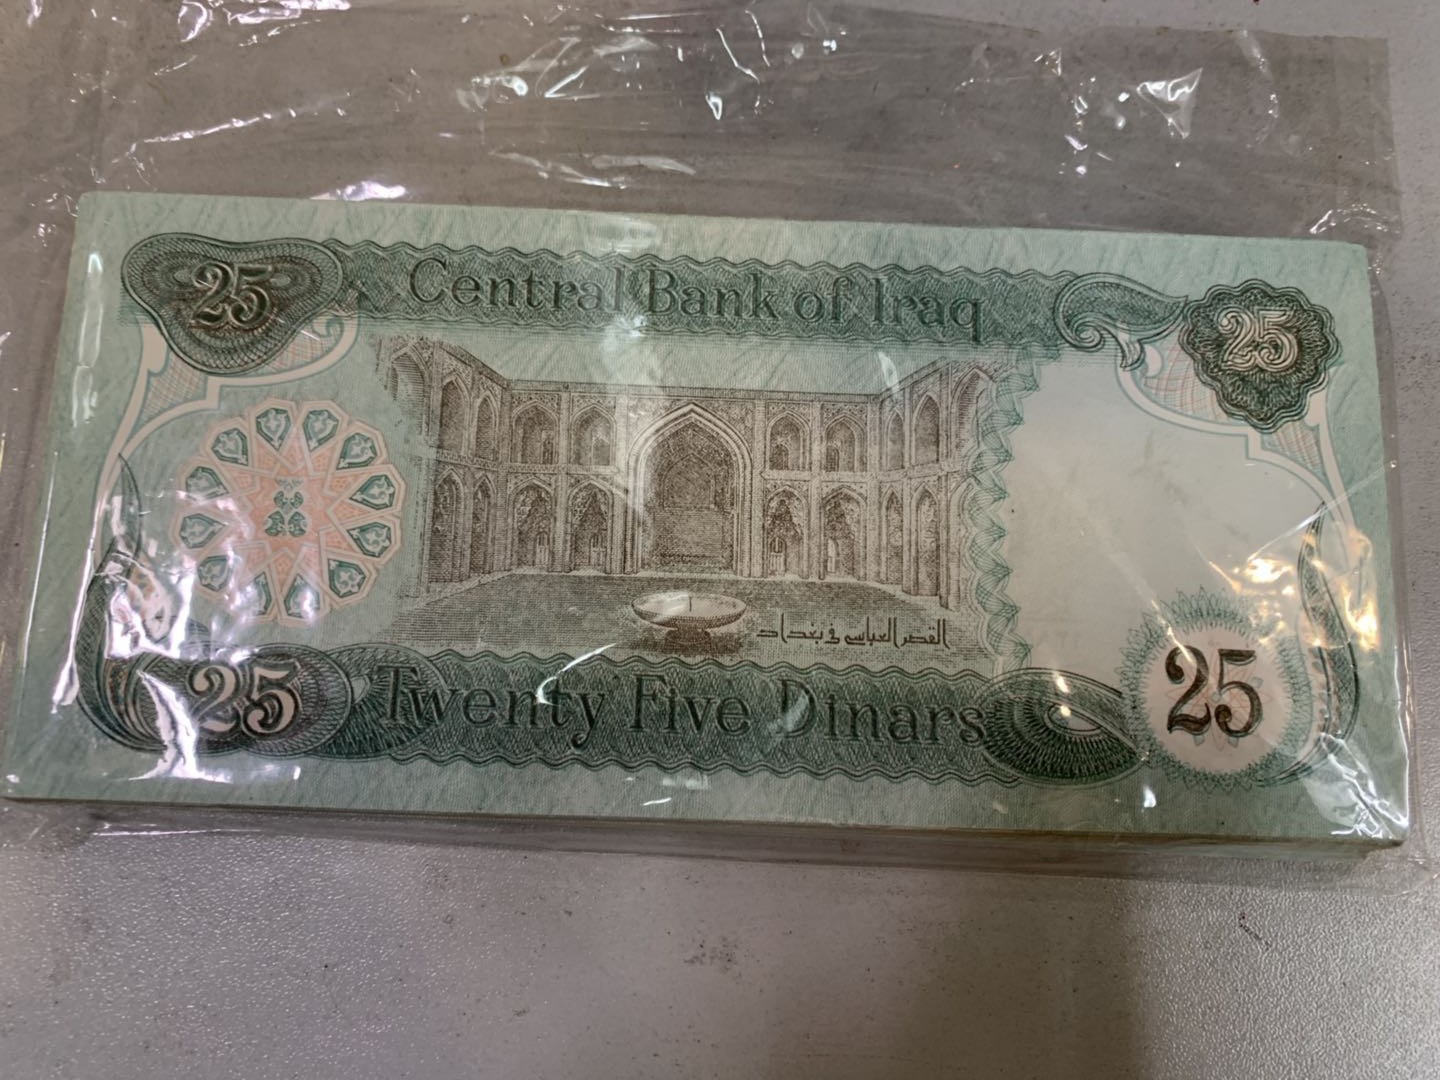 25 Central Bank of Iraq 25
القصر العباسي في بغداد
25 Twenty Five Dinars 25